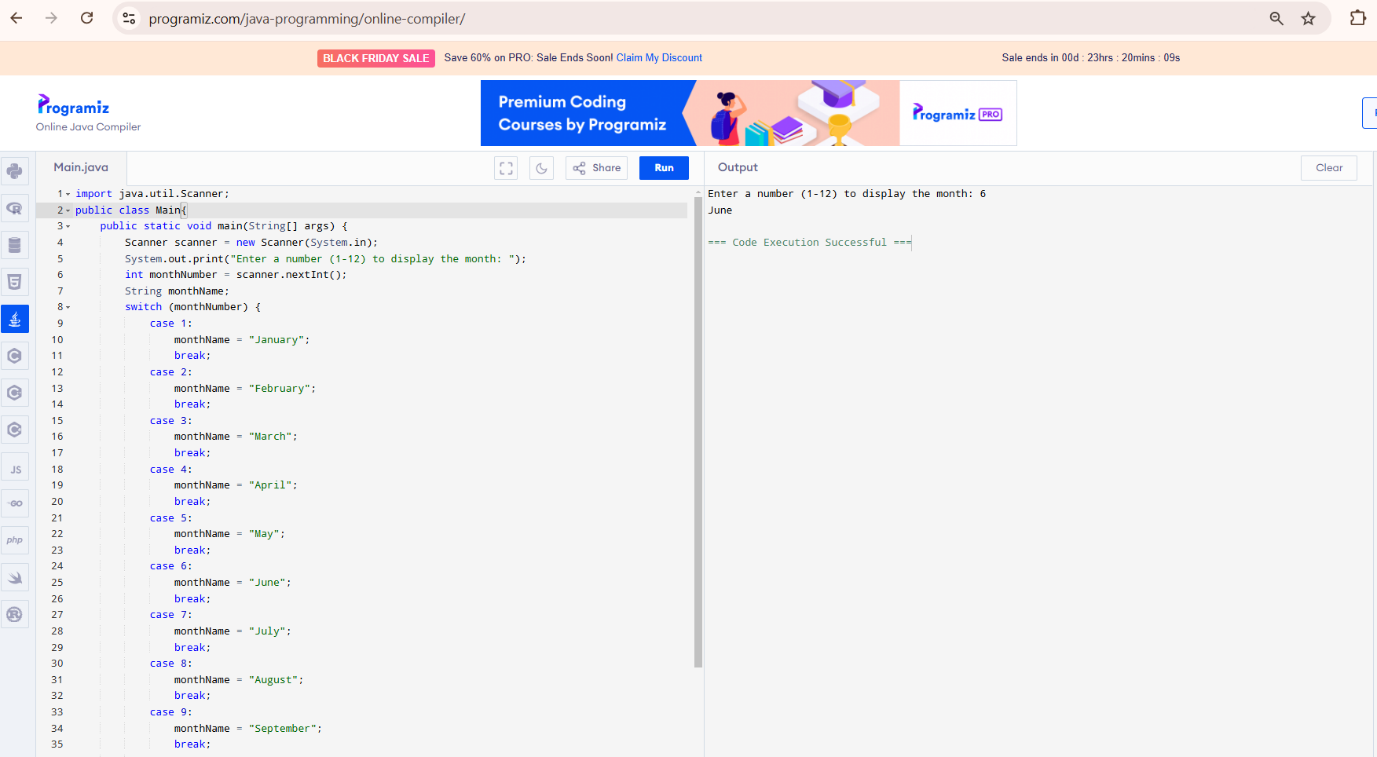 programiz.com/java-programming/online-compiler/
BLACK FRIDAY SALE Save 60% on PRO: Sale Ends Soon! Claim My Discount Sale ends in 00d : 23hrs : 20mins : 09s
Programiz
Online Java Compiler
Premium Coding
Courses by Programiz
Programiz PRO
Main.java
Share
Run
Output
Clear
1 import java.util.Scanner;
2 public class Main{
3 public static void main(String[] args) {
4 Scanner scanner = new Scanner(System.in);
5 System.out.print("Enter a number (1-12) to display the month: ");
6 int monthNumber = scanner.nextInt();
7 String monthName;
8 switch (monthNumber) {
9 case 1:
10 monthName = "January";
11 break;
12 case 2:
13 monthName = "February";
14 break;
15 case 3:
16 monthName = "March";
17 break;
18 case 4:
19 monthName = "April";
20 break;
21 case 5:
22 monthName = "May";
23 break;
24 case 6:
25 monthName = "June";
26 break;
27 case 7:
28 monthName = "July";
29 break;
30 case 8:
31 monthName = "August";
32 break;
33 case 9:
34 monthName = "September";
35 break;
Enter a number (1-12) to display the month: 6
June
=== Code Execution Successful ===
JS
GO
php